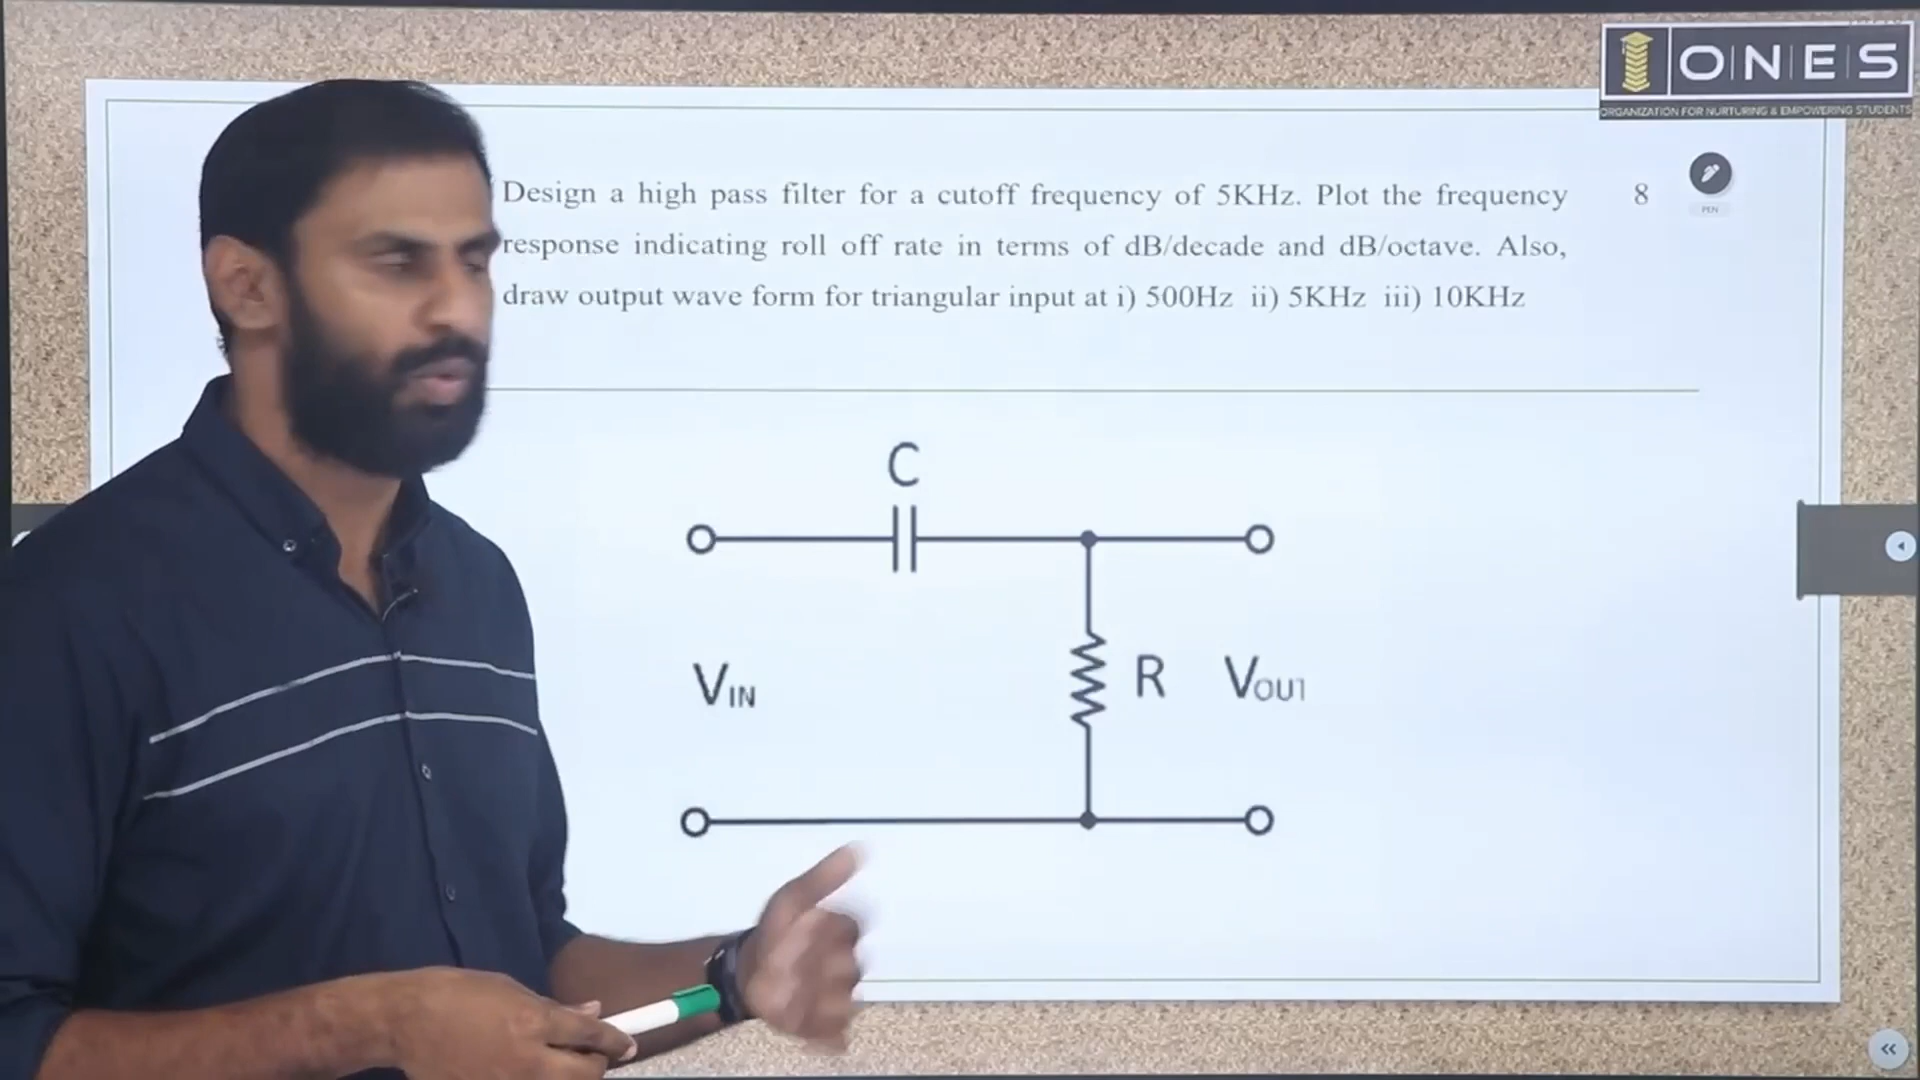 O|N|E|S
ORGANIZATION FOR NURTURING & EMPOWERING STUDENTS
Design a high pass filter for a cutoff frequency of 5KHz. Plot the frequency 8
response indicating roll off rate in terms of dB/decade and dB/octave. Also,
draw output wave form for triangular input at i) 500Hz ii) 5KHz iii) 10KHz
PEN
C
VIN
R
VOUT